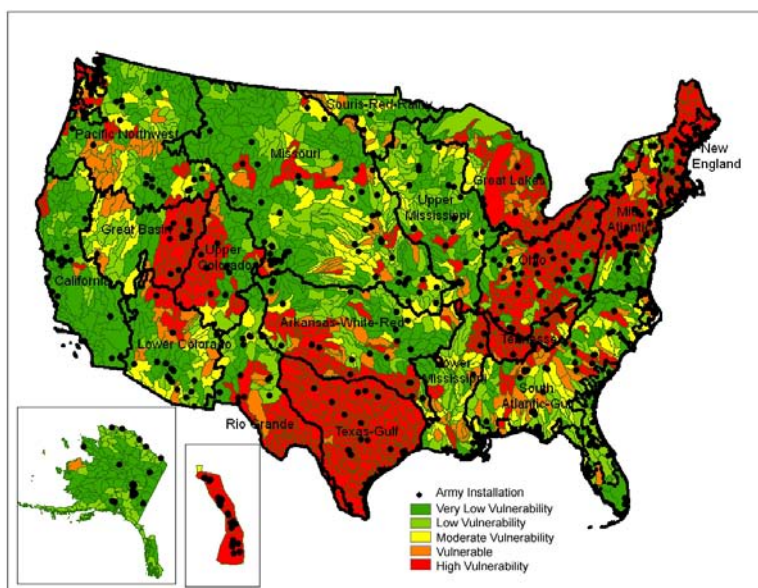 Souris-Red-Rainy
Pacific Northwest
Missouri
New
England
Great Lakes
Upper
Mississippi
Mid
Atlantic
Great Basin
Upper
Colorado
Ohio
California
Arkansas-White-Red
Tennessee
Lower Colorado
Lower
Mississippi
South
Atlantic-Gulf
Rio Grande
Texas-Gulf
Army Installation
Very Low Vulnerability
Low Vulnerability
Moderate Vulnerability
Vulnerable
High Vulnerability